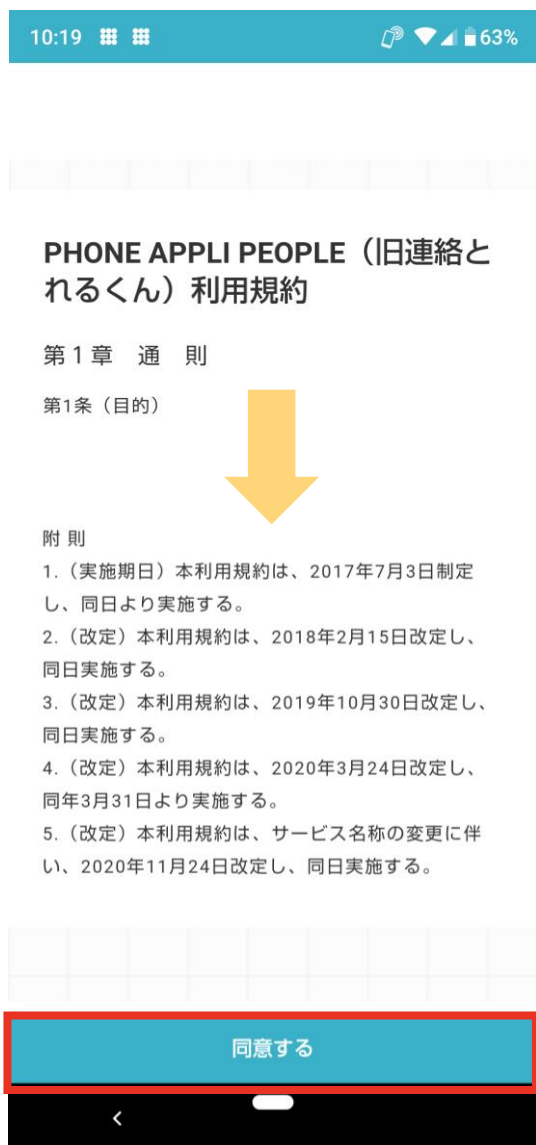 10:19 63%
PHONE APPLI PEOPLE（旧連絡と
れるくん）利用規約
第１章　通　則
第1条（目的）
附 則
1.（実施期日）本利用規約は、2017年7月3日制定
し、同日より実施する。
2.（改定）本利用規約は、2018年2月15日改定し、
同日実施する。
3.（改定）本利用規約は、2019年10月30日改定し、
同日実施する。
4.（改定）本利用規約は、2020年3月24日改定し、
同年3月31日より実施する。
5.（改定）本利用規約は、サービス名称の変更に伴
い、2020年11月24日改定し、同日実施する。
同意する